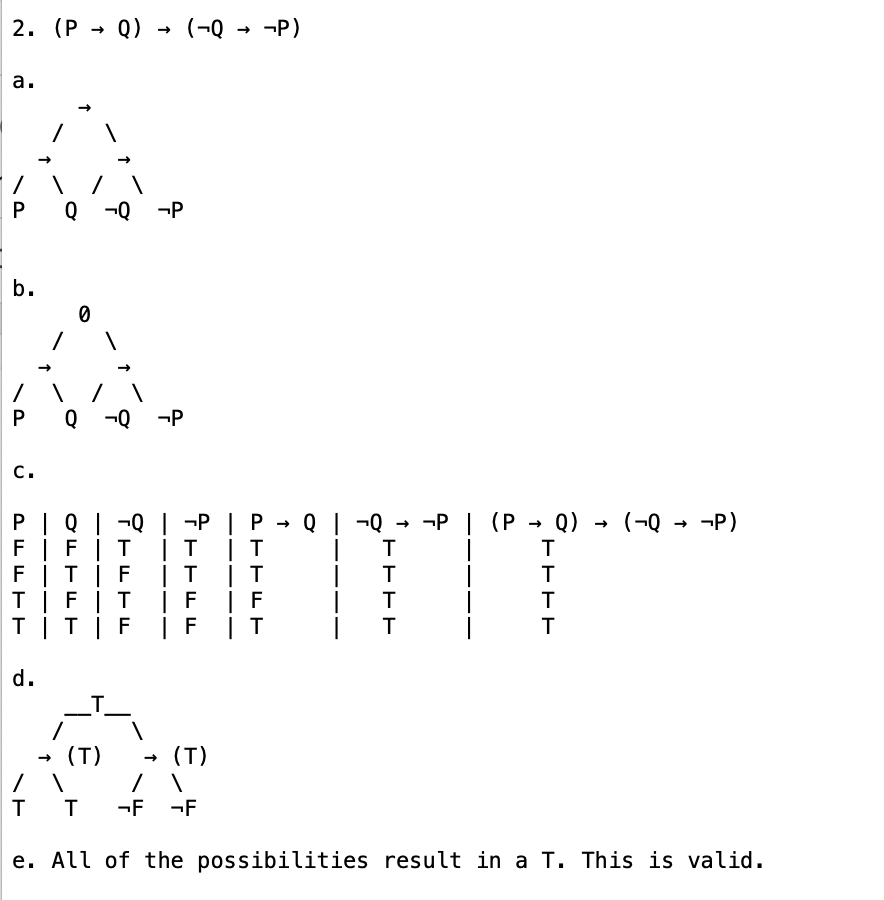 2. (P → Q) → (¬Q → ¬P)
a.
→
/ \
→ →
/ \ / \
P Q ¬Q ¬P
b.
0
/ \
→ →
/ \ / \
P Q ¬Q ¬P
c.
P | Q | ¬Q | ¬P | P → Q | ¬Q → ¬P | (P → Q) → (¬Q → ¬P)
F | F | T | T | T | T | T
F | T | F | T | T | T | T
T | F | T | F | F | T | T
T | T | F | F | T | T | T
d.
__T__
/ \
→ (T) → (T)
/ \ / \
T T ¬F ¬F
e. All of the possibilities result in a T. This is valid.